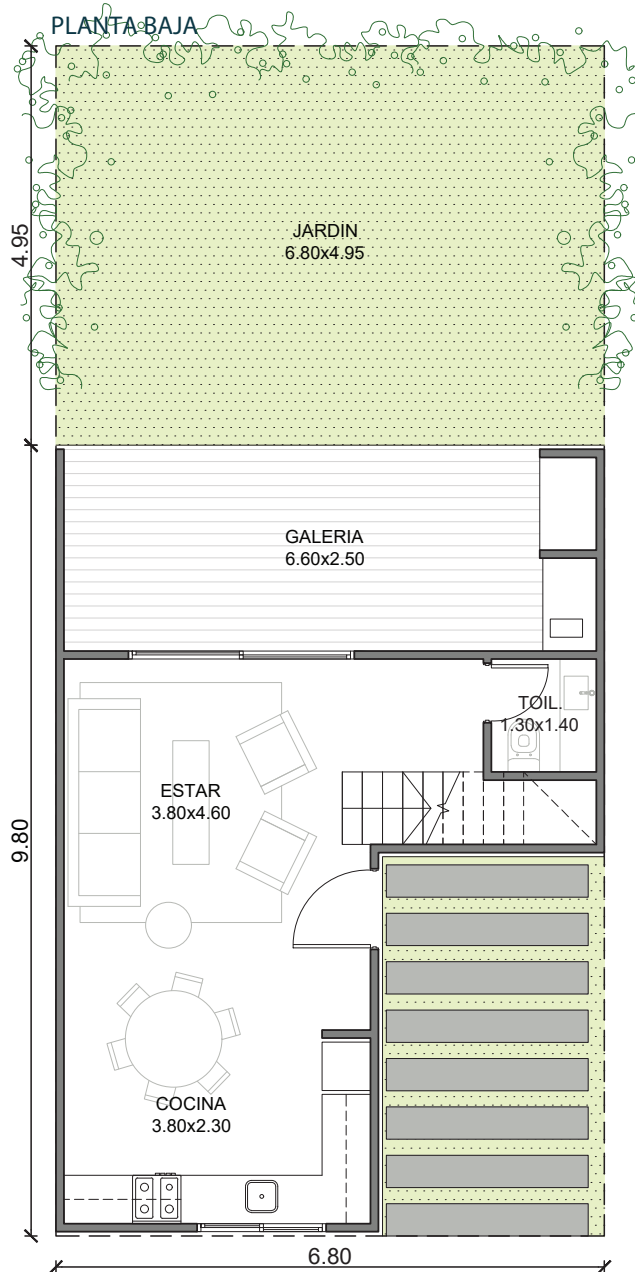 PLANTA BAJA
4.95
JARDIN
6.80x4.95
GALERIA
6.60x2.50
TOIL.
1.30x1.40
ESTAR
3.80x4.60
9.80
COCINA
3.80x2.30
6.80